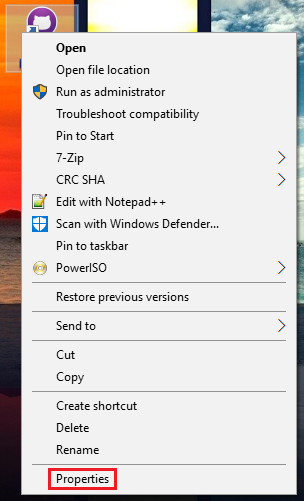 Open
Open file location
Run as administrator
Troubleshoot compatibility
Pin to Start
7-Zip
CRC SHA
Edit with Notepad++
Scan with Windows Defender...
Pin to taskbar
PowerISO
Restore previous versions
Send to
Cut
Copy
Create shortcut
Delete
Rename
Properties